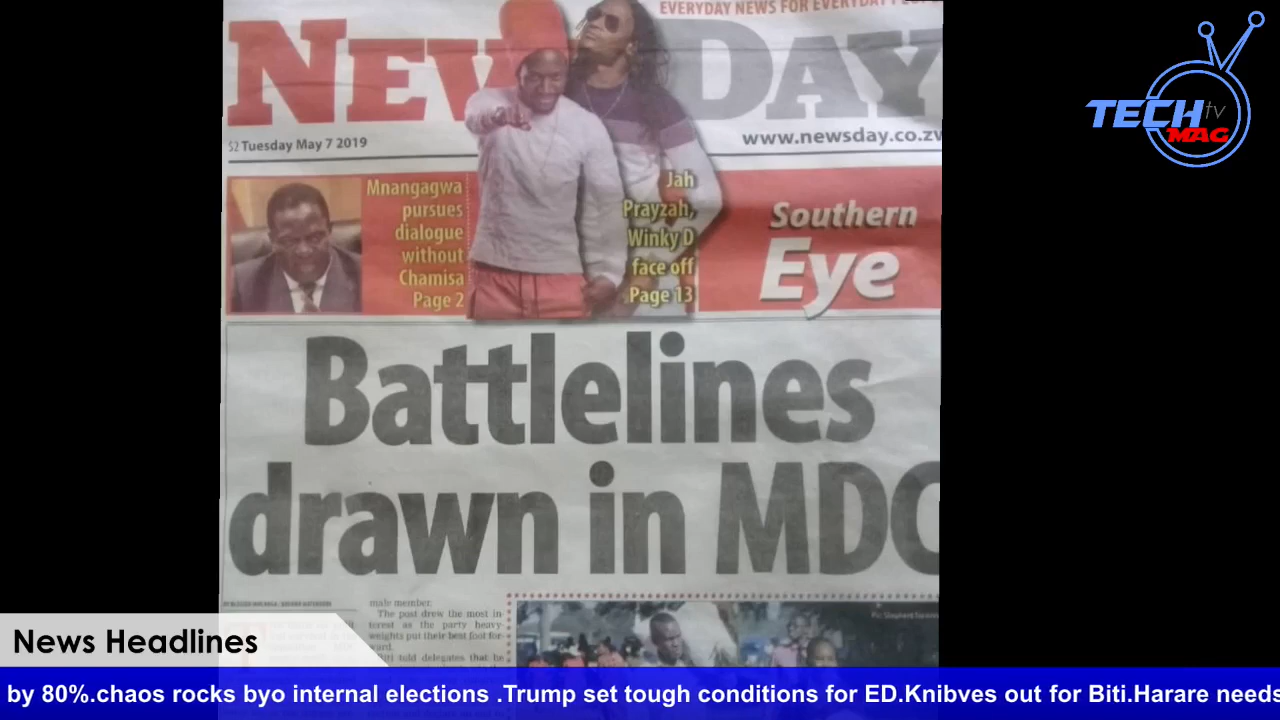 EVERYDAY NEWS FOR EVERYDAY
NEWSDAY
$2 Tuesday May 7 2019
www.newsday.co.zw
TECH tv
MAG
Mnangagwa
pursues
dialogue
without
Chamisa
Page 2
Jah
Prayzah,
Winky D
face off
Page 13
Southern
Eye
Battlelines
drawn in MDC
male member.
The post drew the most in-
terest as the party heavy-
weights put their best foot for-
ward.
Biti told delegates that he
News Headlines
by 80%.chaos rocks byo internal elections .Trump set tough conditions for ED.Knibves out for Biti.Harare needs